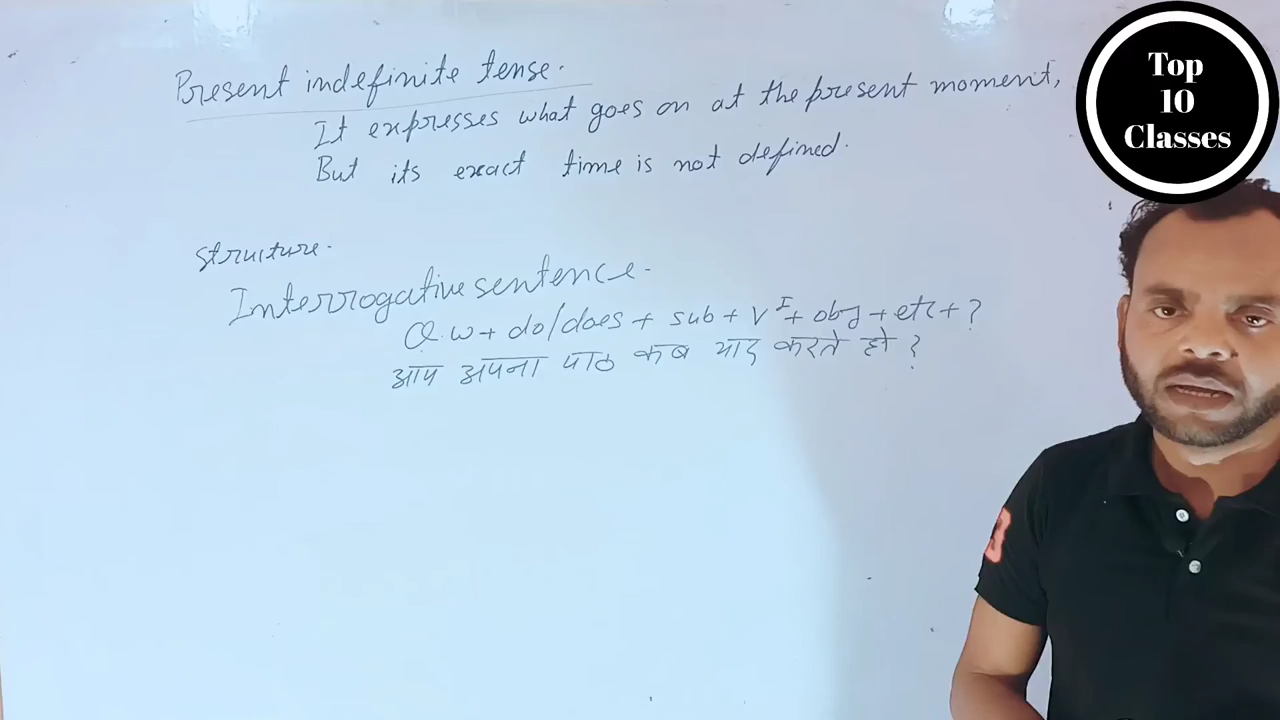 Present indefinite tense.
It expresses what goes on at the present moment,
But its exact time is not defined.
structure.
Interrogative sentence.
Q.w + do/does + sub + V I + obj + etc + ?
आप अपना पाठ कब याद करते हो ?
Top
10
Classes